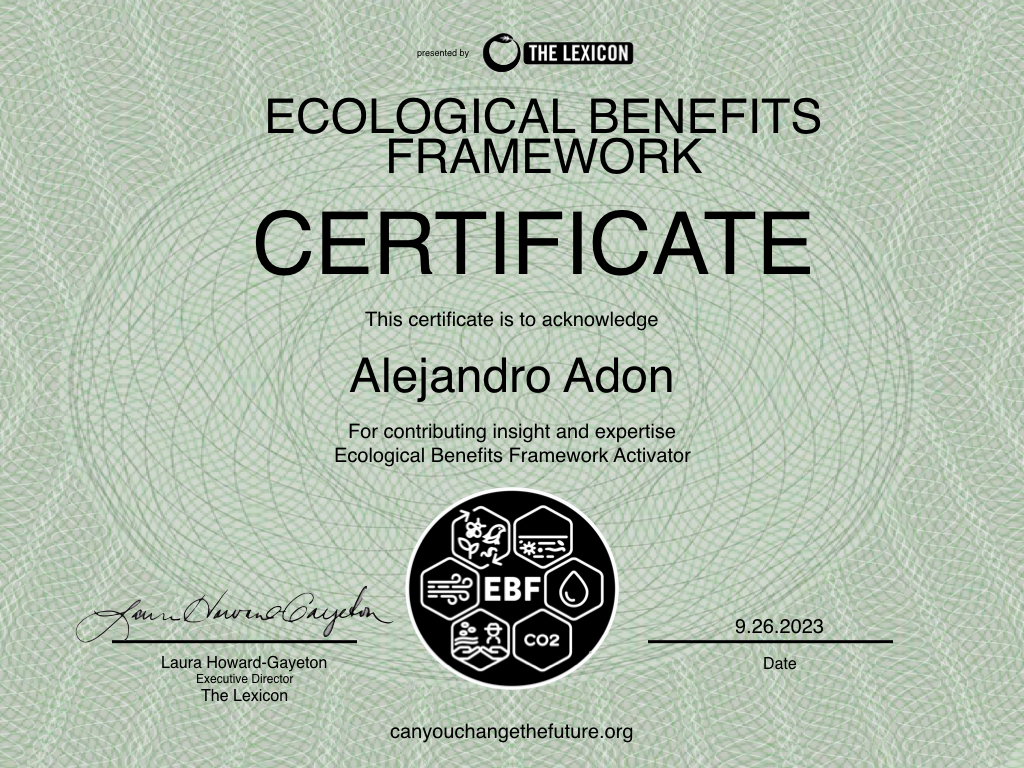 presented by THE LEXICON
ECOLOGICAL BENEFITS
FRAMEWORK
CERTIFICATE
This certificate is to acknowledge
Alejandro Adon
For contributing insight and expertise
Ecological Benefits Framework Activator
EBF
CO2
Laura Howard-Gayeton
9.26.2023
Laura Howard-Gayeton
Executive Director
The Lexicon
Date
canyouchangethefuture.org